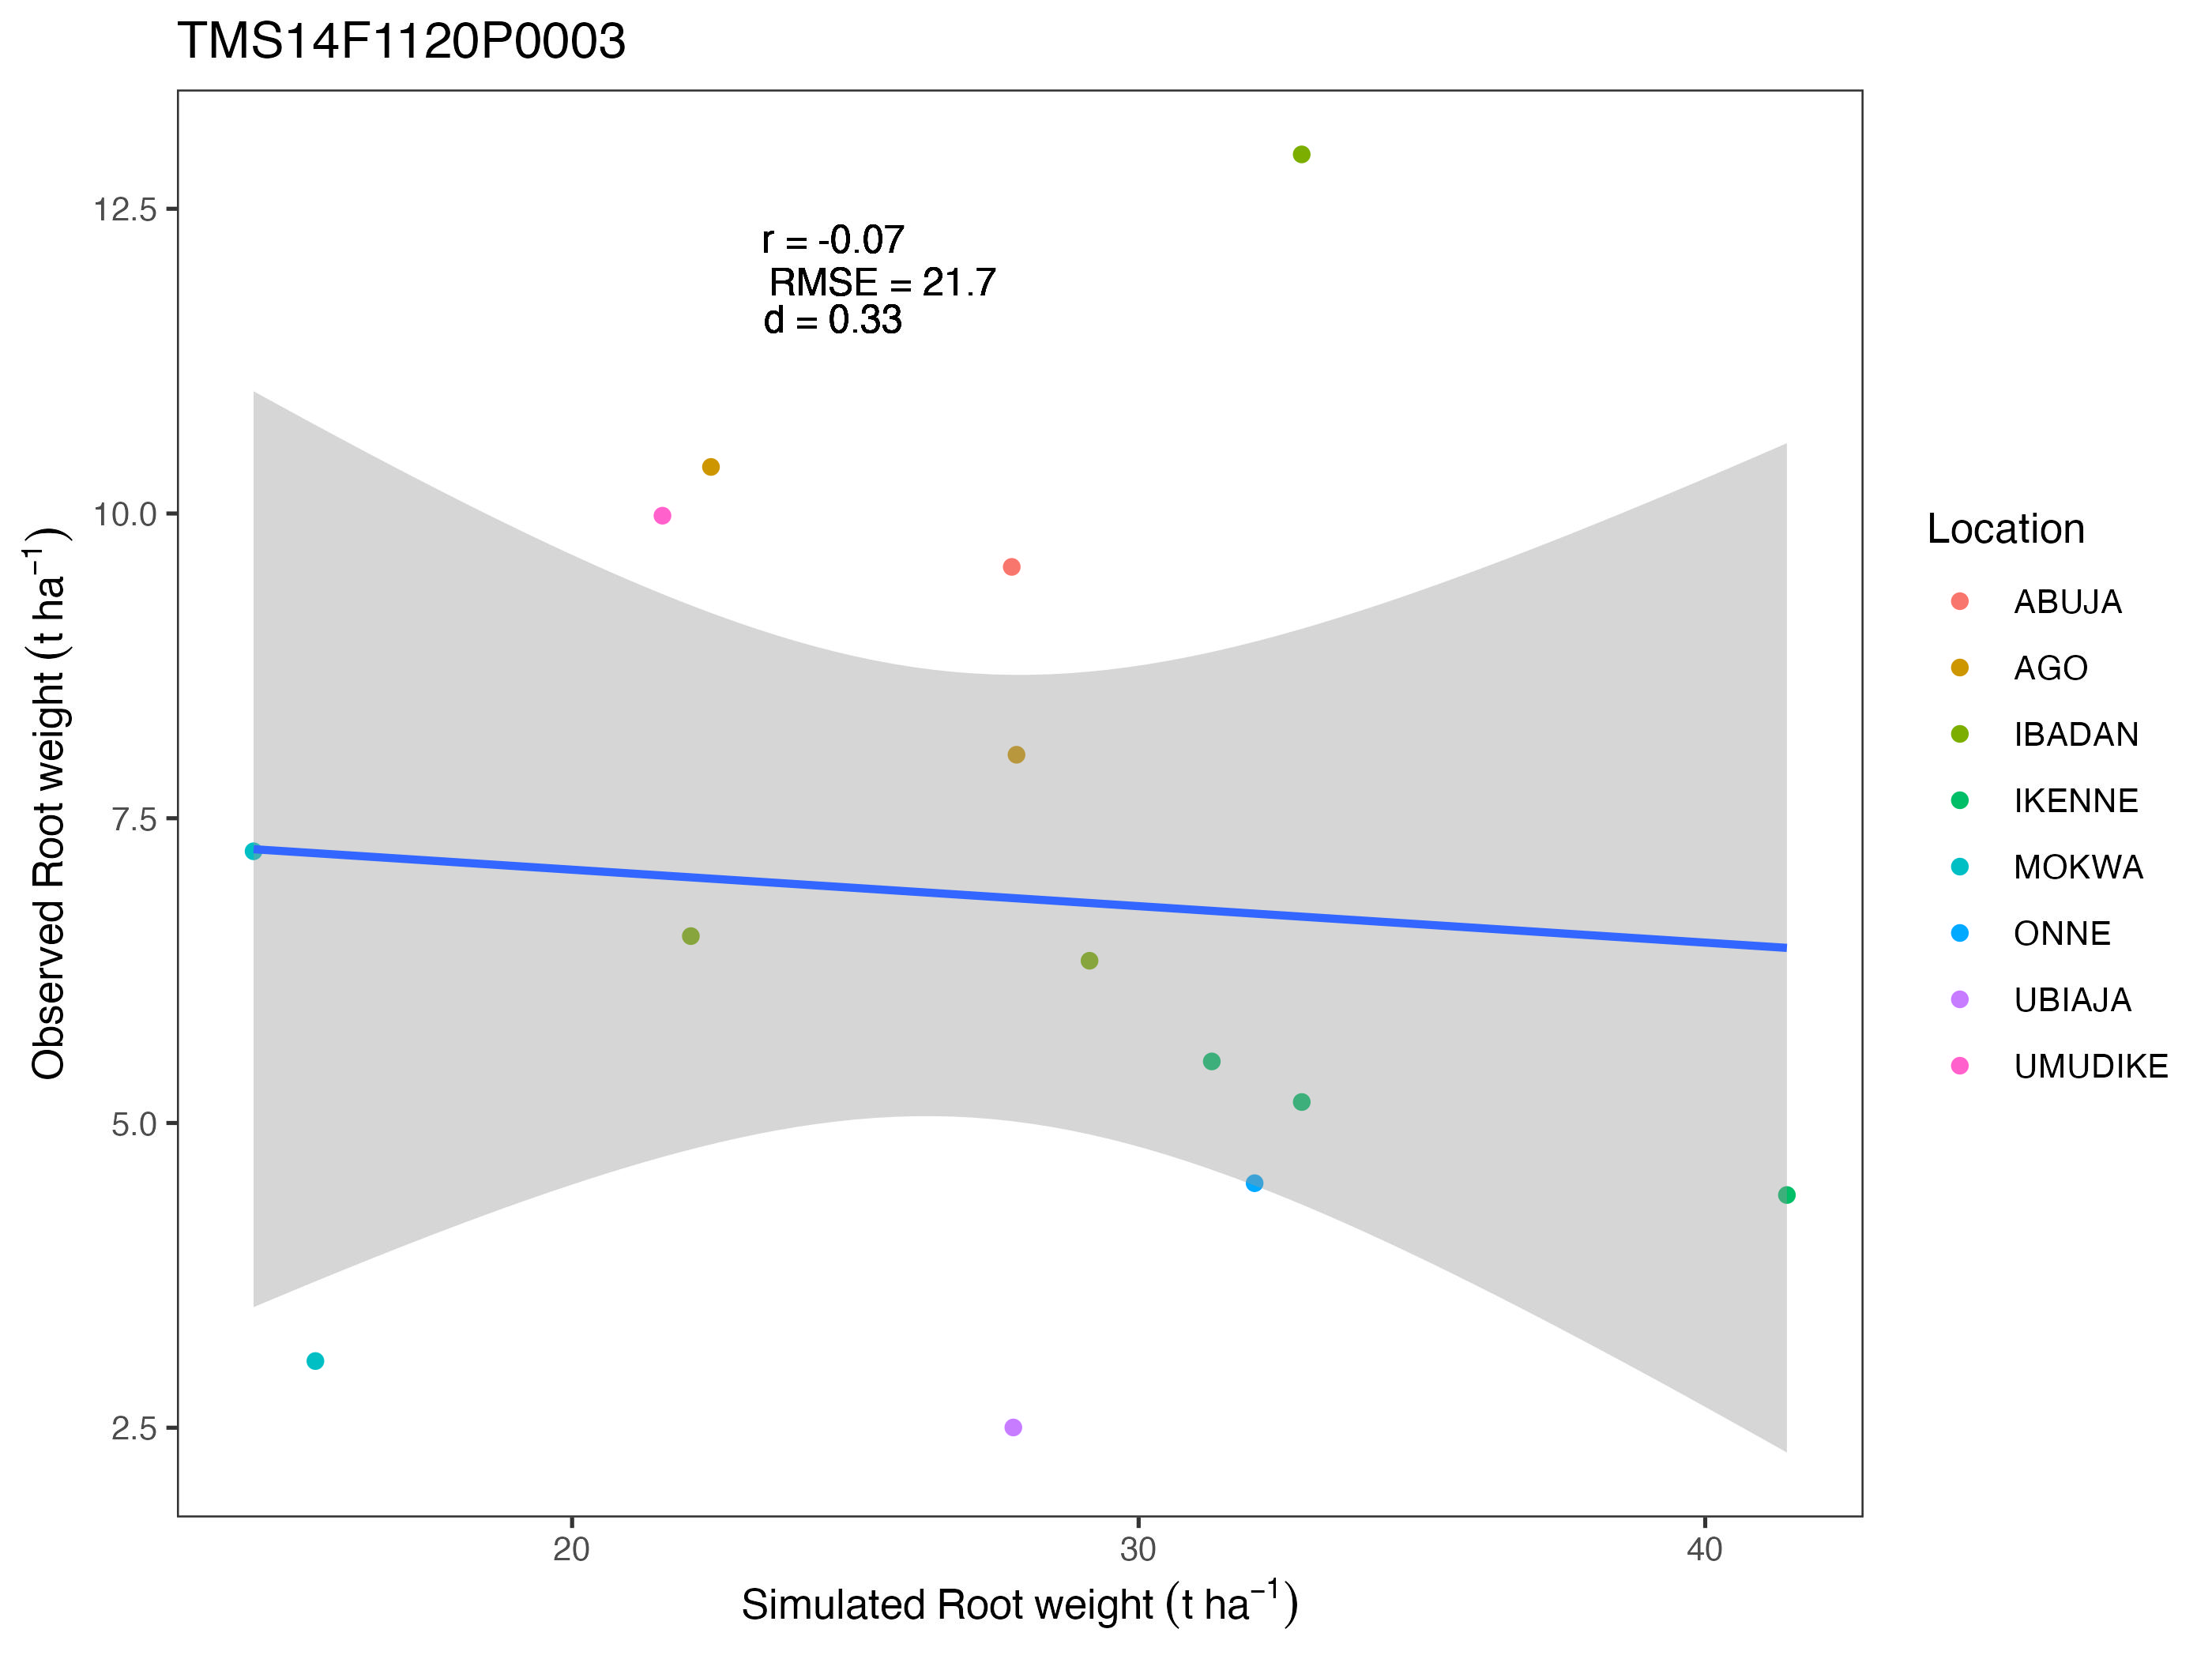 TMS14F1120P0003
r = -0.07
RMSE = 21.7
d = 0.33
12.5
10.0
7.5
5.0
2.5
Observed Root weight (t ha⁻¹)
20 30 40
Simulated Root weight (t ha⁻¹)
Location
ABUJA
AGO
IBADAN
IKENNE
MOKWA
ONNE
UBIAJA
UMUDIKE